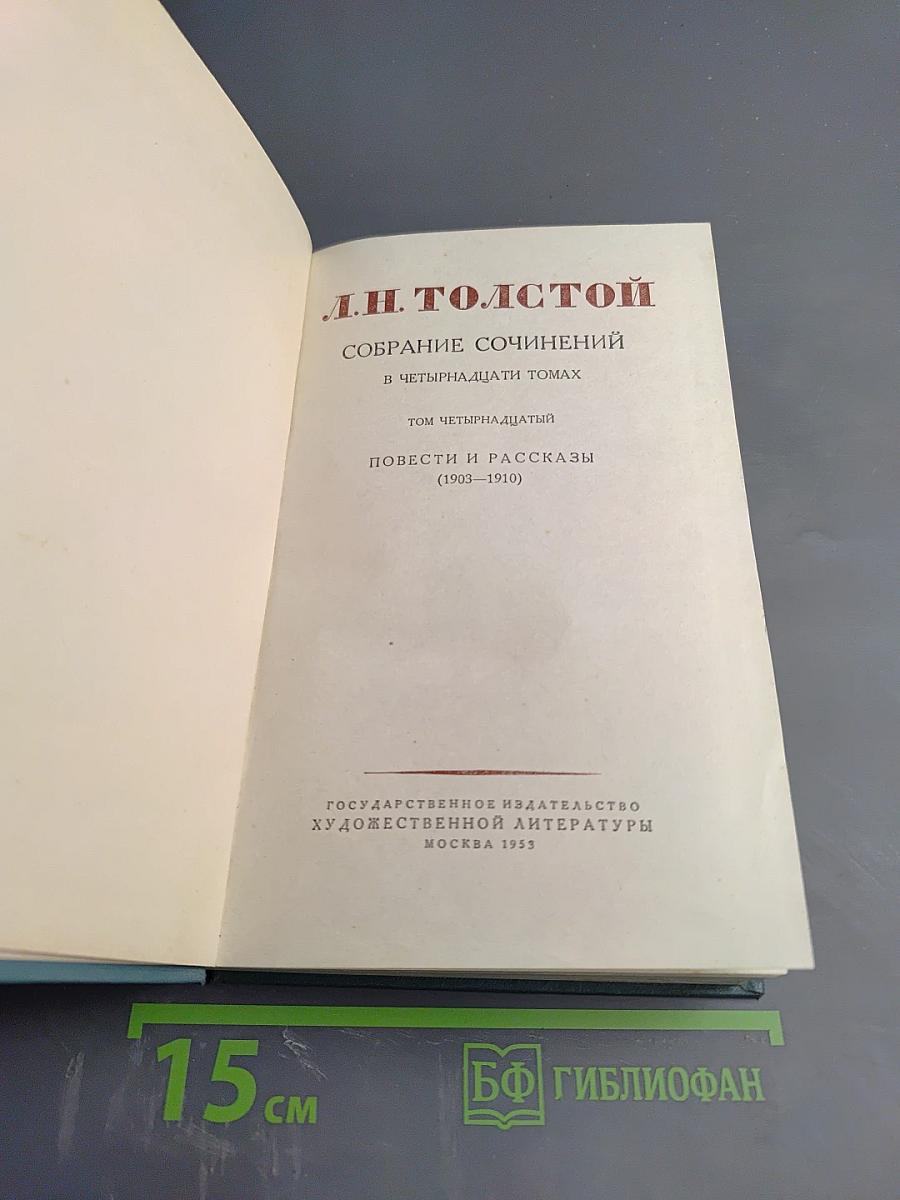 Л.Н. ТОЛСТОЙ
СОБРАНИЕ СОЧИНЕНИЙ
В ЧЕТЫРНАДЦАТИ ТОМАХ
ТОМ ЧЕТЫРНАДЦАТЫЙ
ПОВЕСТИ И РАССКАЗЫ
(1903—1910)
ГОСУДАРСТВЕННОЕ ИЗДАТЕЛЬСТВО
ХУДОЖЕСТВЕННОЙ ЛИТЕРАТУРЫ
МОСКВА 1953
15 см
БФ ГИБЛИОФАН